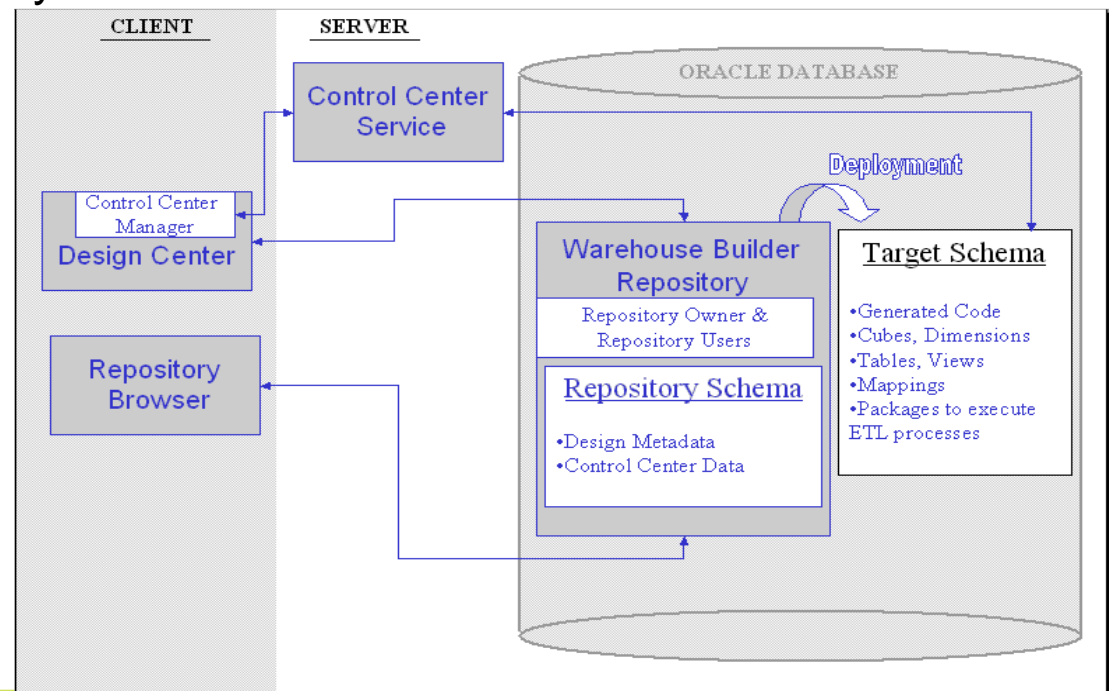 CLIENT
SERVER
ORACLE DATABASE
Control Center
Service
Deployment
Control Center
Manager
Design Center
Warehouse Builder
Repository
Repository Owner &
Repository Users
Repository Schema
•Design Metadata
•Control Center Data
Target Schema
•Generated Code
•Cubes, Dimensions
•Tables, Views
•Mappings
•Packages to execute
ETL processes
Repository
Browser